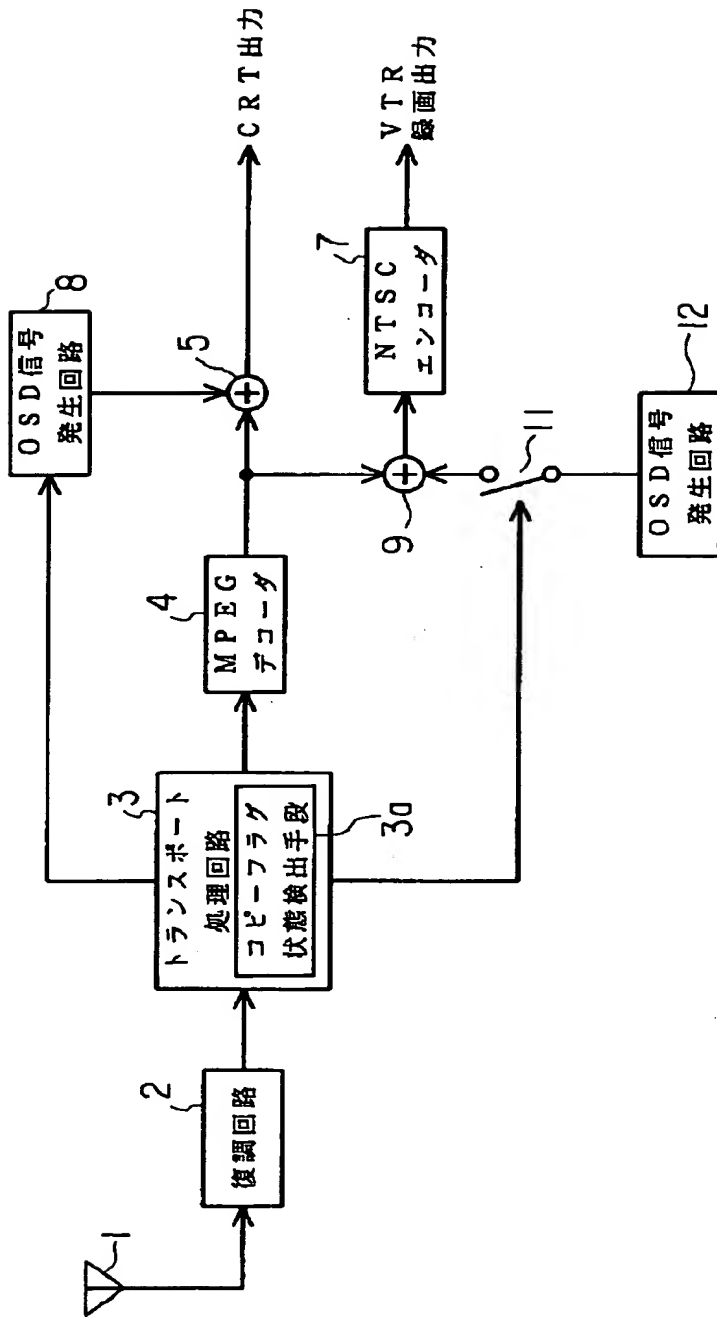 1
2
復調回路
3
トランスポート
処理回路
コピーフラグ
状態検出手段
3a
4
MPEG
デコーダ
8
OSD信号
発生回路
5
CRT出力
9
7
NTSC
エンコーダ
VTR
録画出力
11
12
OSD信号
発生回路